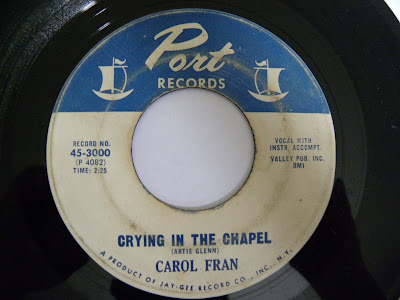 Port
RECORDS
RECORD NO.
45-3000
(P 4082)
TIME: 2:25
VOCAL WITH
INSTR. ACCOMPT.
VALLEY PUB. INC.
BMI
CRYING IN THE CHAPEL
(ARTIE GLENN)
CAROL FRAN
A PRODUCT OF JAY-GEE RECORD CO., INC., N.Y.